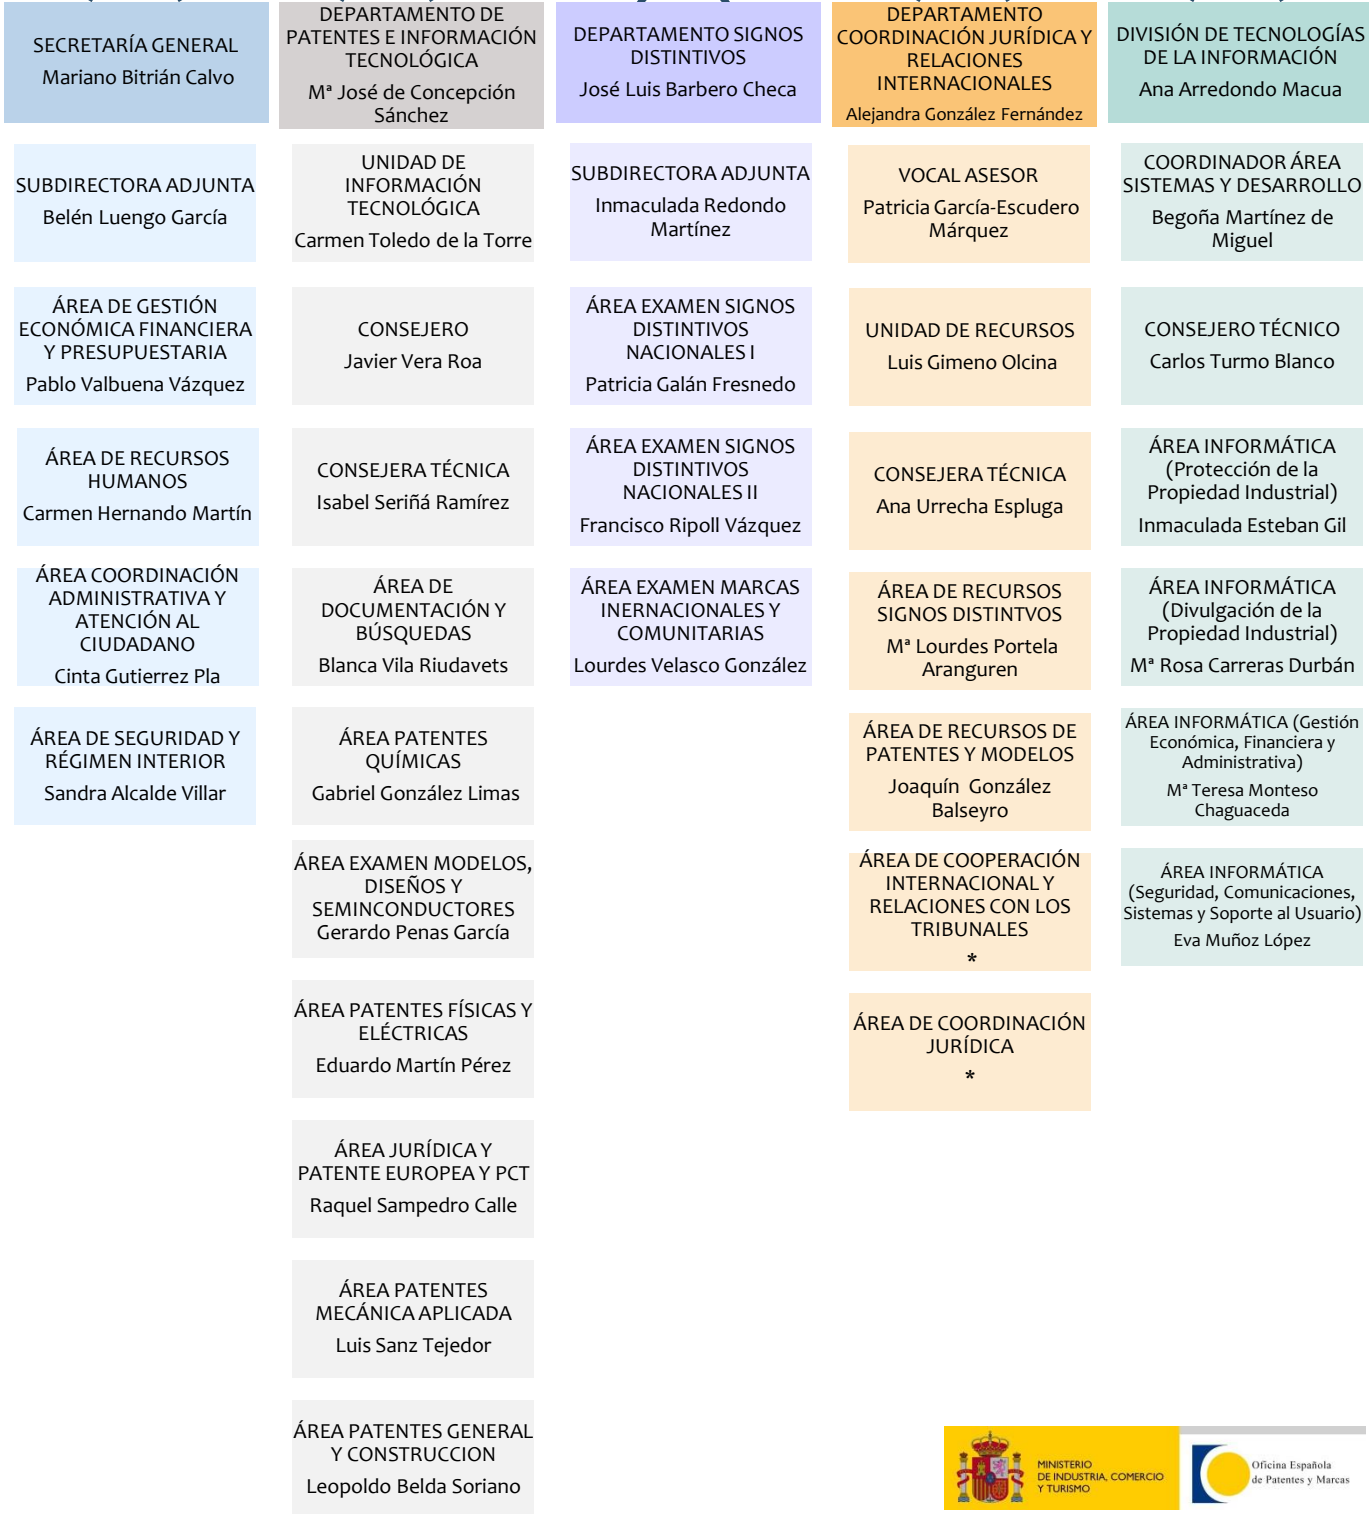 SECRETARÍA GENERAL
Mariano Bitrián Calvo
SUBDIRECTORA ADJUNTA
Belén Luengo García
ÁREA DE GESTIÓN
ECONÓMICA FINANCIERA
Y PRESUPUESTARIA
Pablo Valbuena Vázquez
ÁREA DE RECURSOS
HUMANOS
Carmen Hernando Martín
ÁREA COORDINACIÓN
ADMINISTRATIVA Y
ATENCIÓN AL
CIUDADANO
Cinta Gutierrez Pla
ÁREA DE SEGURIDAD Y
RÉGIMEN INTERIOR
Sandra Alcalde Villar
DEPARTAMENTO DE
PATENTES E INFORMACIÓN
TECNOLÓGICA
Mª José de Concepción
Sánchez
UNIDAD DE
INFORMACIÓN
TECNOLÓGICA
Carmen Toledo de la Torre
CONSEJERO
Javier Vera Roa
CONSEJERA TÉCNICA
Isabel Seriñá Ramírez
ÁREA DE
DOCUMENTACIÓN Y
BÚSQUEDAS
Blanca Vila Riudavets
ÁREA PATENTES
QUÍMICAS
Gabriel González Limas
ÁREA EXAMEN MODELOS,
DISEÑOS Y
SEMINCONDUCTORES
Gerardo Penas García
ÁREA PATENTES FÍSICAS Y
ELÉCTRICAS
Eduardo Martín Pérez
ÁREA JURÍDICA Y
PATENTE EUROPEA Y PCT
Raquel Sampedro Calle
ÁREA PATENTES
MECÁNICA APLICADA
Luis Sanz Tejedor
ÁREA PATENTES GENERAL
Y CONSTRUCCION
Leopoldo Belda Soriano
DEPARTAMENTO SIGNOS
DISTINTIVOS
José Luis Barbero Checa
SUBDIRECTORA ADJUNTA
Inmaculada Redondo
Martínez
ÁREA EXAMEN SIGNOS
DISTINTIVOS
NACIONALES I
Patricia Galán Fresnedo
ÁREA EXAMEN SIGNOS
DISTINTIVOS
NACIONALES II
Francisco Ripoll Vázquez
ÁREA EXAMEN MARCAS
INERNACIONALES Y
COMUNITARIAS
Lourdes Velasco González
DEPARTAMENTO
COORDINACIÓN JURÍDICA Y
RELACIONES
INTERNACIONALES
Alejandra González Fernández
VOCAL ASESOR
Patricia García-Escudero
Márquez
UNIDAD DE RECURSOS
Luis Gimeno Olcina
CONSEJERA TÉCNICA
Ana Urrecha Espluga
ÁREA DE RECURSOS
SIGNOS DISTINTVOS
Mª Lourdes Portela
Aranguren
ÁREA DE RECURSOS DE
PATENTES Y MODELOS
Joaquín González
Balseyro
ÁREA DE COOPERACIÓN
INTERNACIONAL Y
RELACIONES CON LOS
TRIBUNALES
*
ÁREA DE COORDINACIÓN
JURÍDICA
*
DIVISIÓN DE TECNOLOGÍAS
DE LA INFORMACIÓN
Ana Arredondo Macua
COORDINADOR ÁREA
SISTEMAS Y DESARROLLO
Begoña Martínez de
Miguel
CONSEJERO TÉCNICO
Carlos Turmo Blanco
ÁREA INFORMÁTICA
(Protección de la
Propiedad Industrial)
Inmaculada Esteban Gil
ÁREA INFORMÁTICA
(Divulgación de la
Propiedad Industrial)
Mª Rosa Carreras Durbán
ÁREA INFORMÁTICA (Gestión
Económica, Financiera y
Administrativa)
Mª Teresa Monteso
Chaguaceda
ÁREA INFORMÁTICA
(Seguridad, Comunicaciones,
Sistemas y Soporte al Usuario)
Eva Muñoz López
MINISTERIO
DE INDUSTRIA, COMERCIO
Y TURISMO
Oficina Española
de Patentes y Marcas